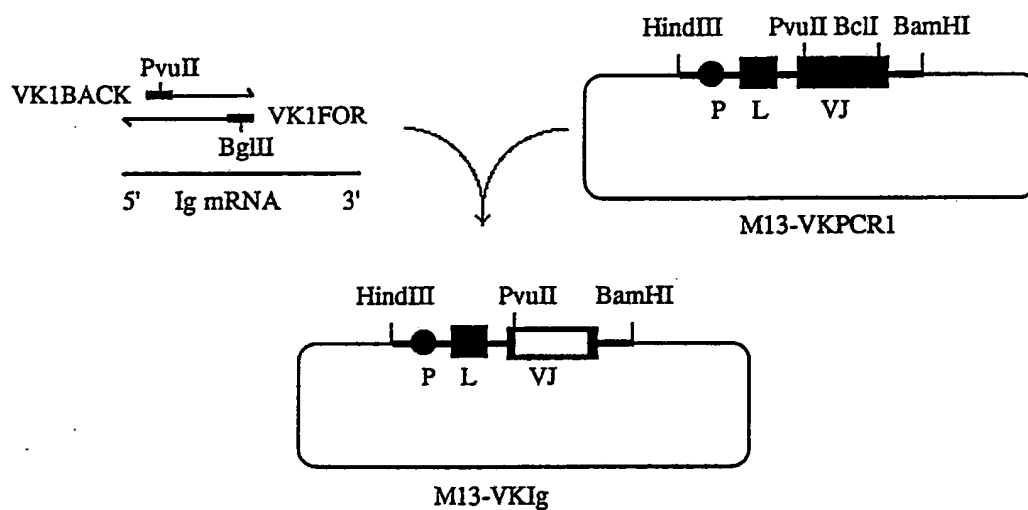 PvuII
VK1BACK
VK1FOR
BglII
5' Ig mRNA 3'
HindIII PvuII BclI BamHI
P L VJ
M13-VKPCR1
HindIII PvuII BamHI
P L VJ
M13-VKIg